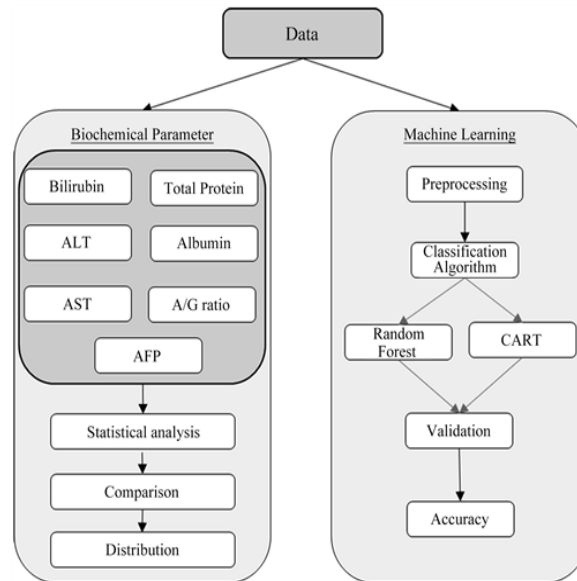 Data
Biochemical Parameter
Bilirubin
Total Protein
ALT
Albumin
AST
A/G ratio
AFP
Statistical analysis
Comparison
Distribution
Machine Learning
Preprocessing
Classification
Algorithm
Random
Forest
CART
Validation
Accuracy